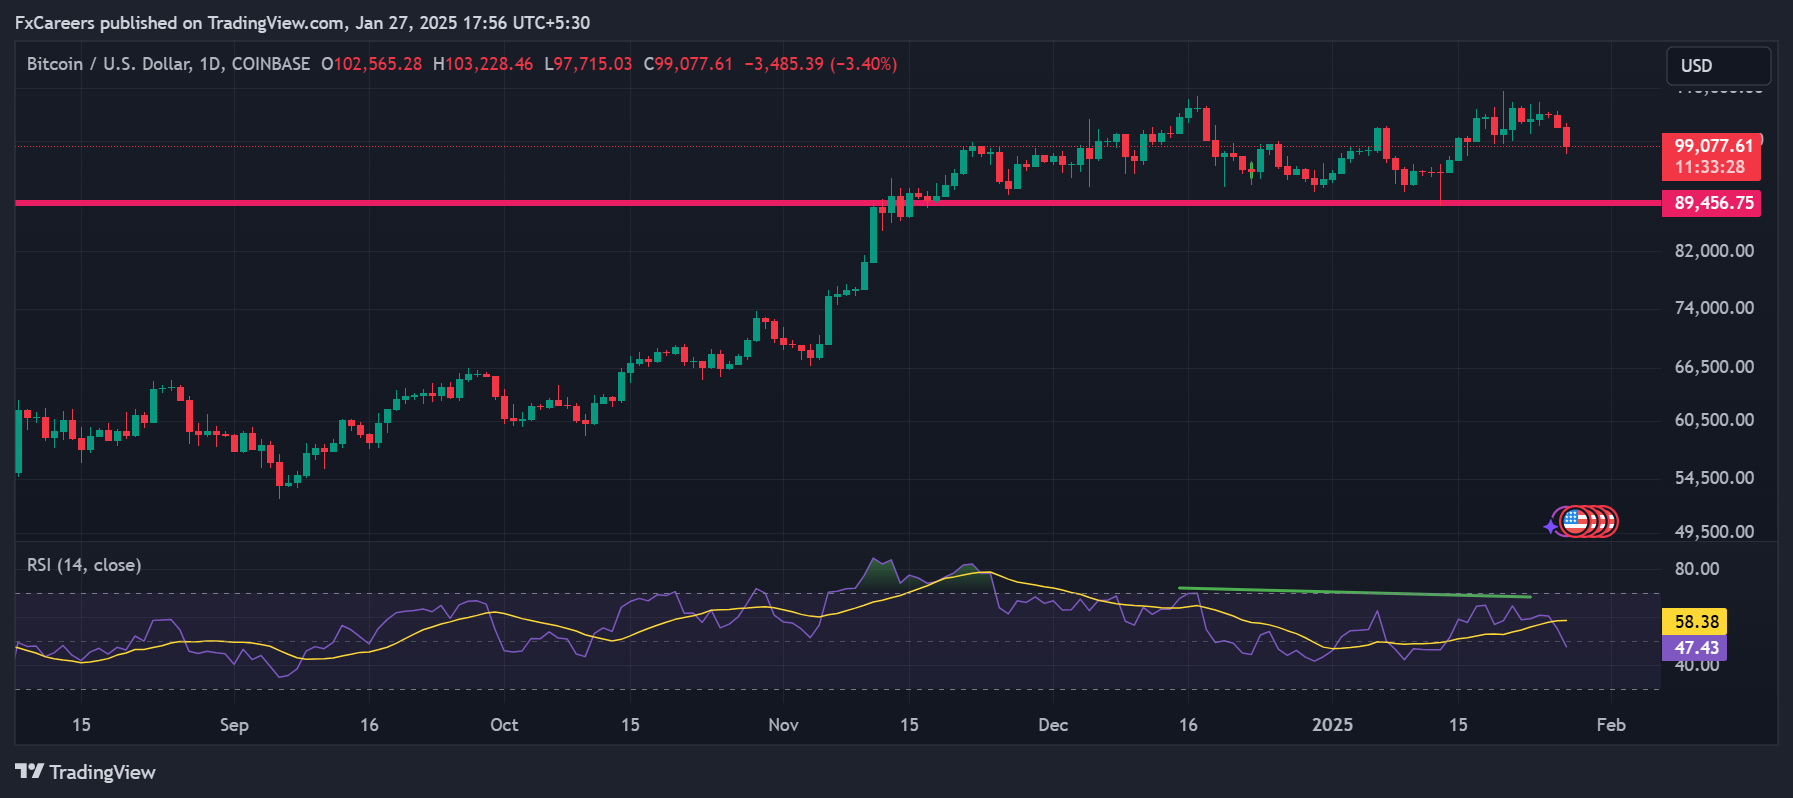 FxCareers published on TradingView.com, Jan 27, 2025 17:56 UTC+5:30
Bitcoin / U.S. Dollar, 1D, COINBASE O102,565.28 H103,228.46 L97,715.03 C99,077.61 −3,485.39 (−3.40%)
USD
99,077.61
11:33:28
89,456.75
82,000.00
74,000.00
66,500.00
60,500.00
54,500.00
49,500.00
RSI (14, close)
80.00
58.38
47.43
40.00
15 Sep 16 Oct 15 Nov 15 Dec 16 2025 15 Feb
TradingView